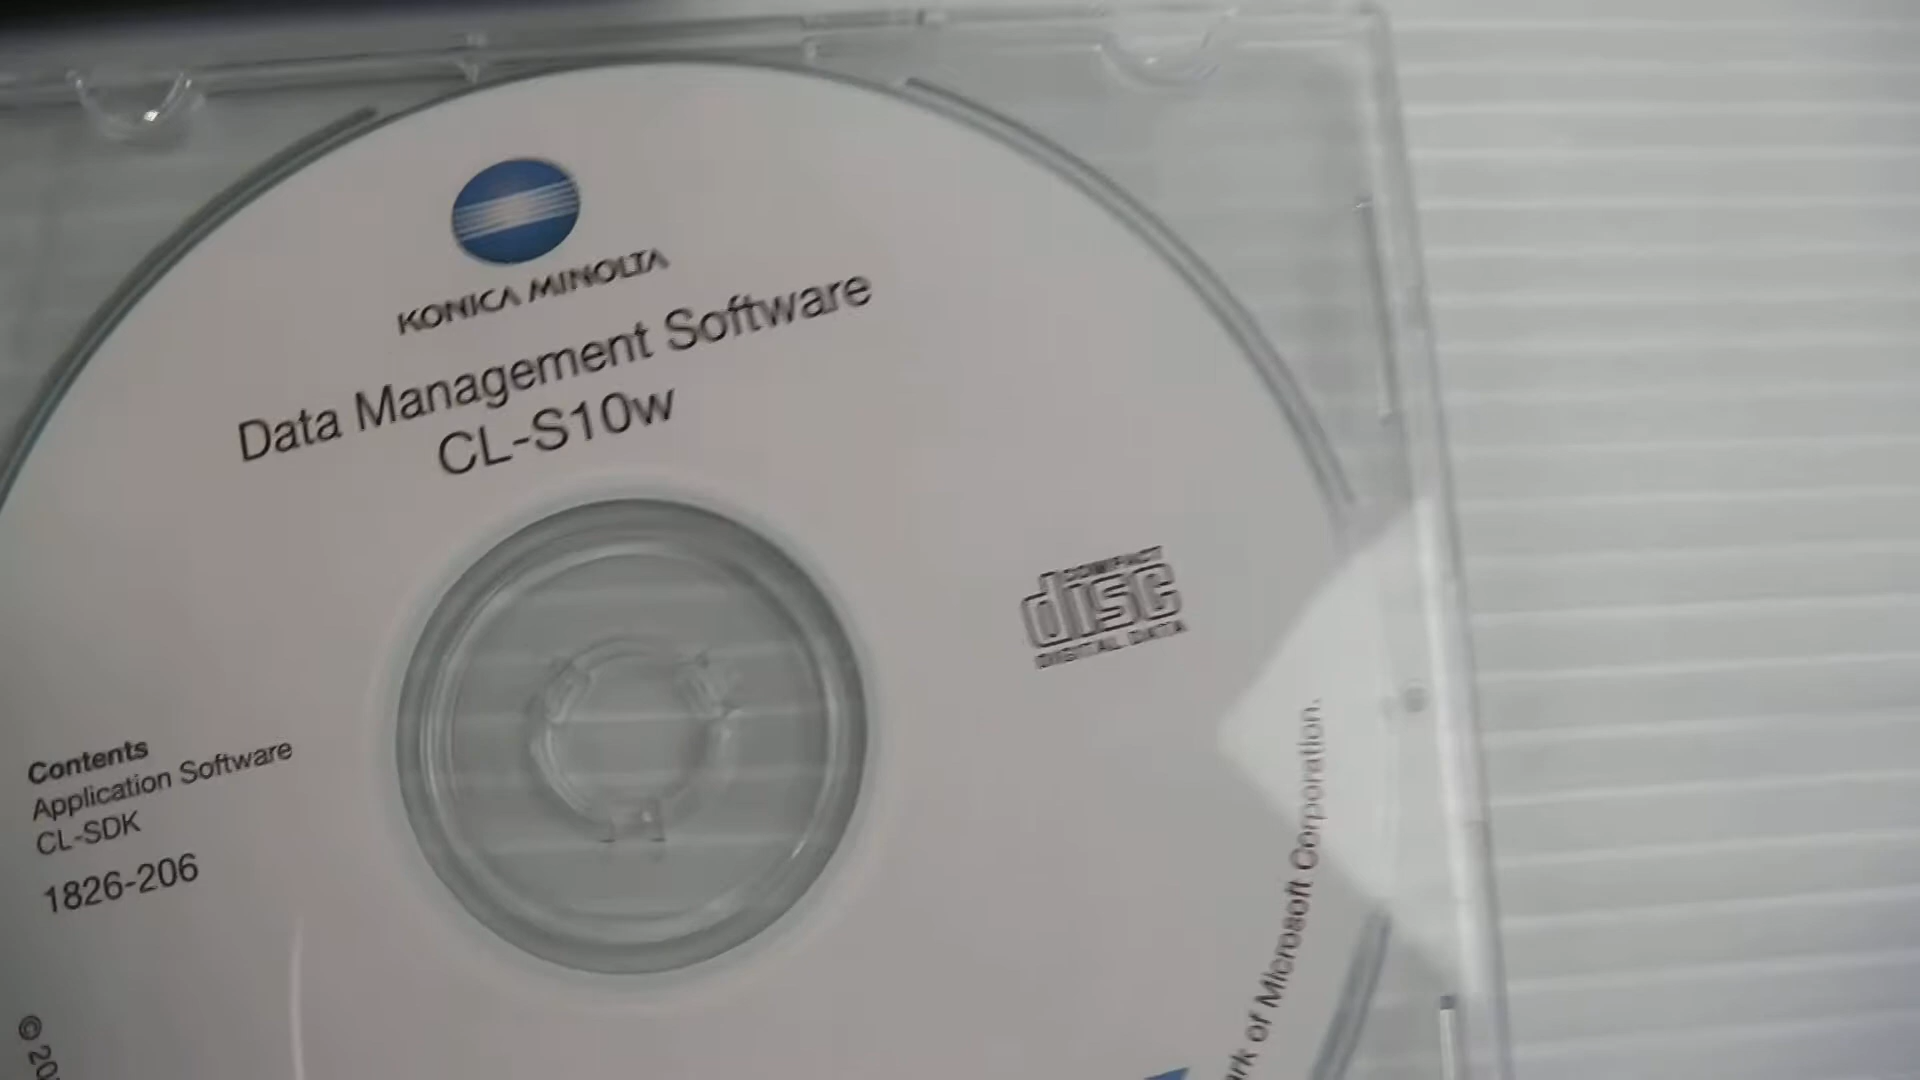 KONICA MINOLTA
Data Management Software
CL-S10w
COMPACT
disc
DIGITAL DATA
Contents
Application Software
CL-SDK
1826-206
of Microsoft Corporation.
©